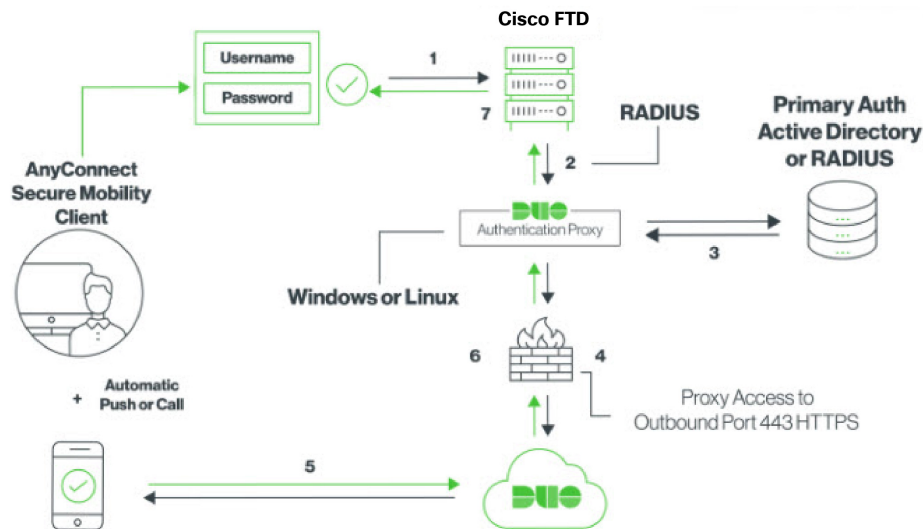 Cisco FTD
Username
Password
1
7
RADIUS
2
Primary Auth
Active Directory
or RADIUS
AnyConnect
Secure Mobility
Client
DUO
Authentication Proxy
3
Windows or Linux
6
4
+
Automatic
Push or Call
Proxy Access to
Outbound Port 443 HTTPS
5
DUO